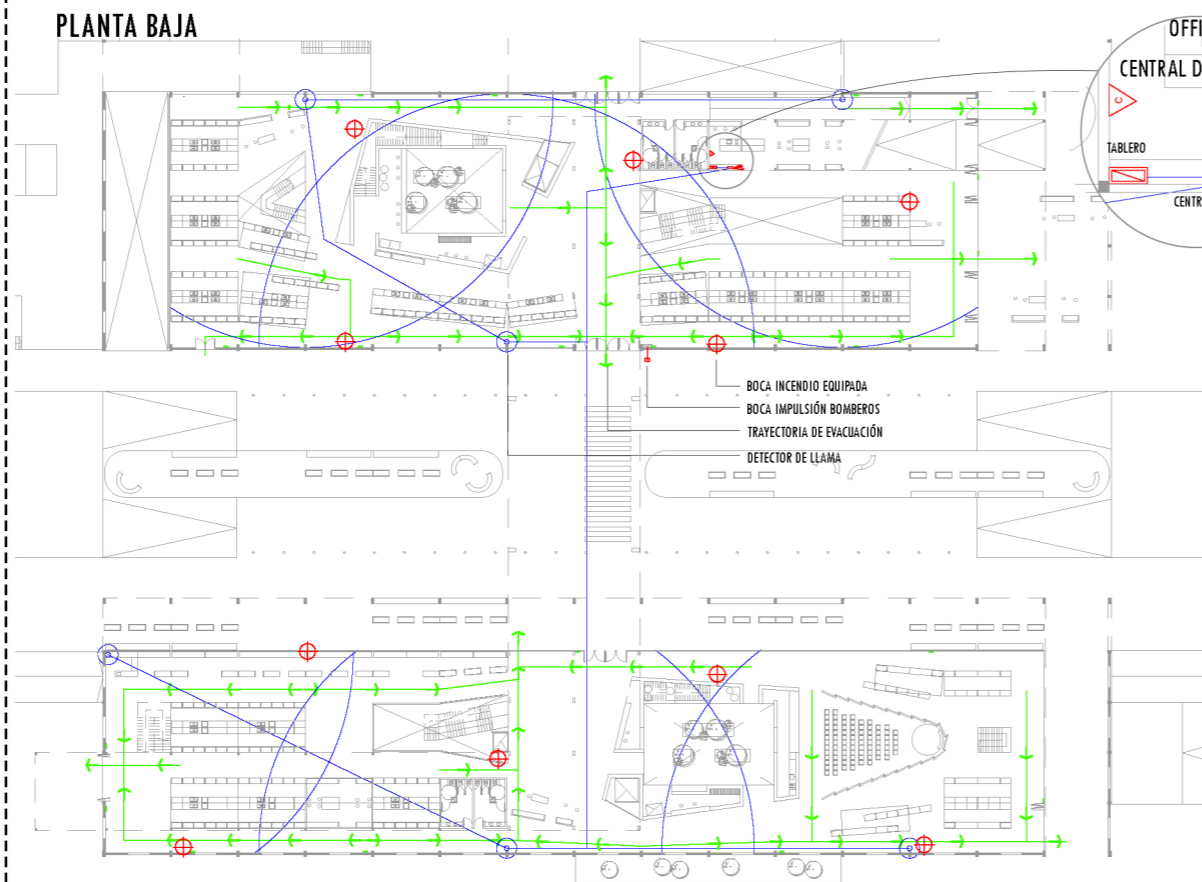 PLANTA BAJA
OFFI
CENTRAL D
C
TABLERO
CENTR
BOCA INCENDIO EQUIPADA
BOCA IMPULSIÓN BOMBEROS
TRAYECTORIA DE EVACUACIÓN
DETECTOR DE LLAMA